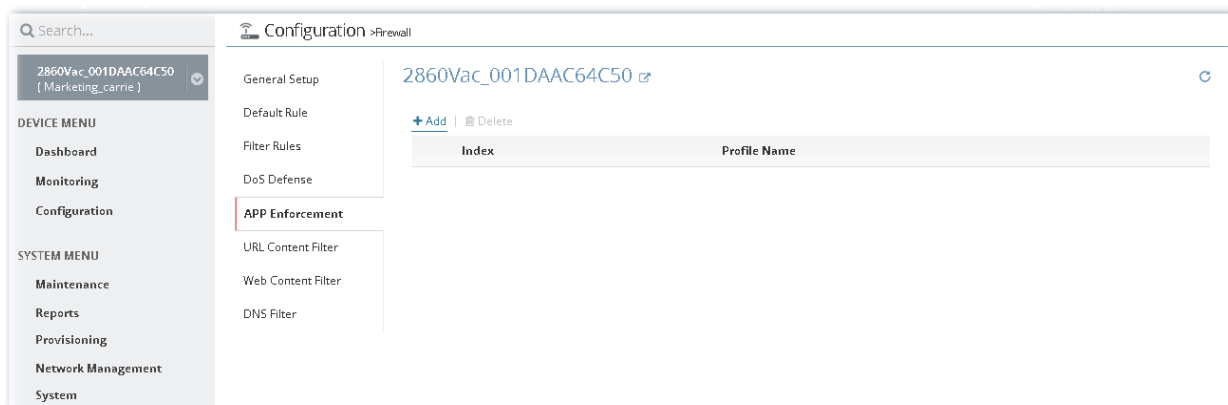 Search...
2860Vac_001DAAC64C50
( Marketing_carrie )
DEVICE MENU
Dashboard
Monitoring
Configuration
SYSTEM MENU
Maintenance
Reports
Provisioning
Network Management
System
Configuration >Firewall
General Setup
Default Rule
Filter Rules
DoS Defense
APP Enforcement
URL Content Filter
Web Content Filter
DNS Filter
2860Vac_001DAAC64C50
+ Add | Delete
Index Profile Name